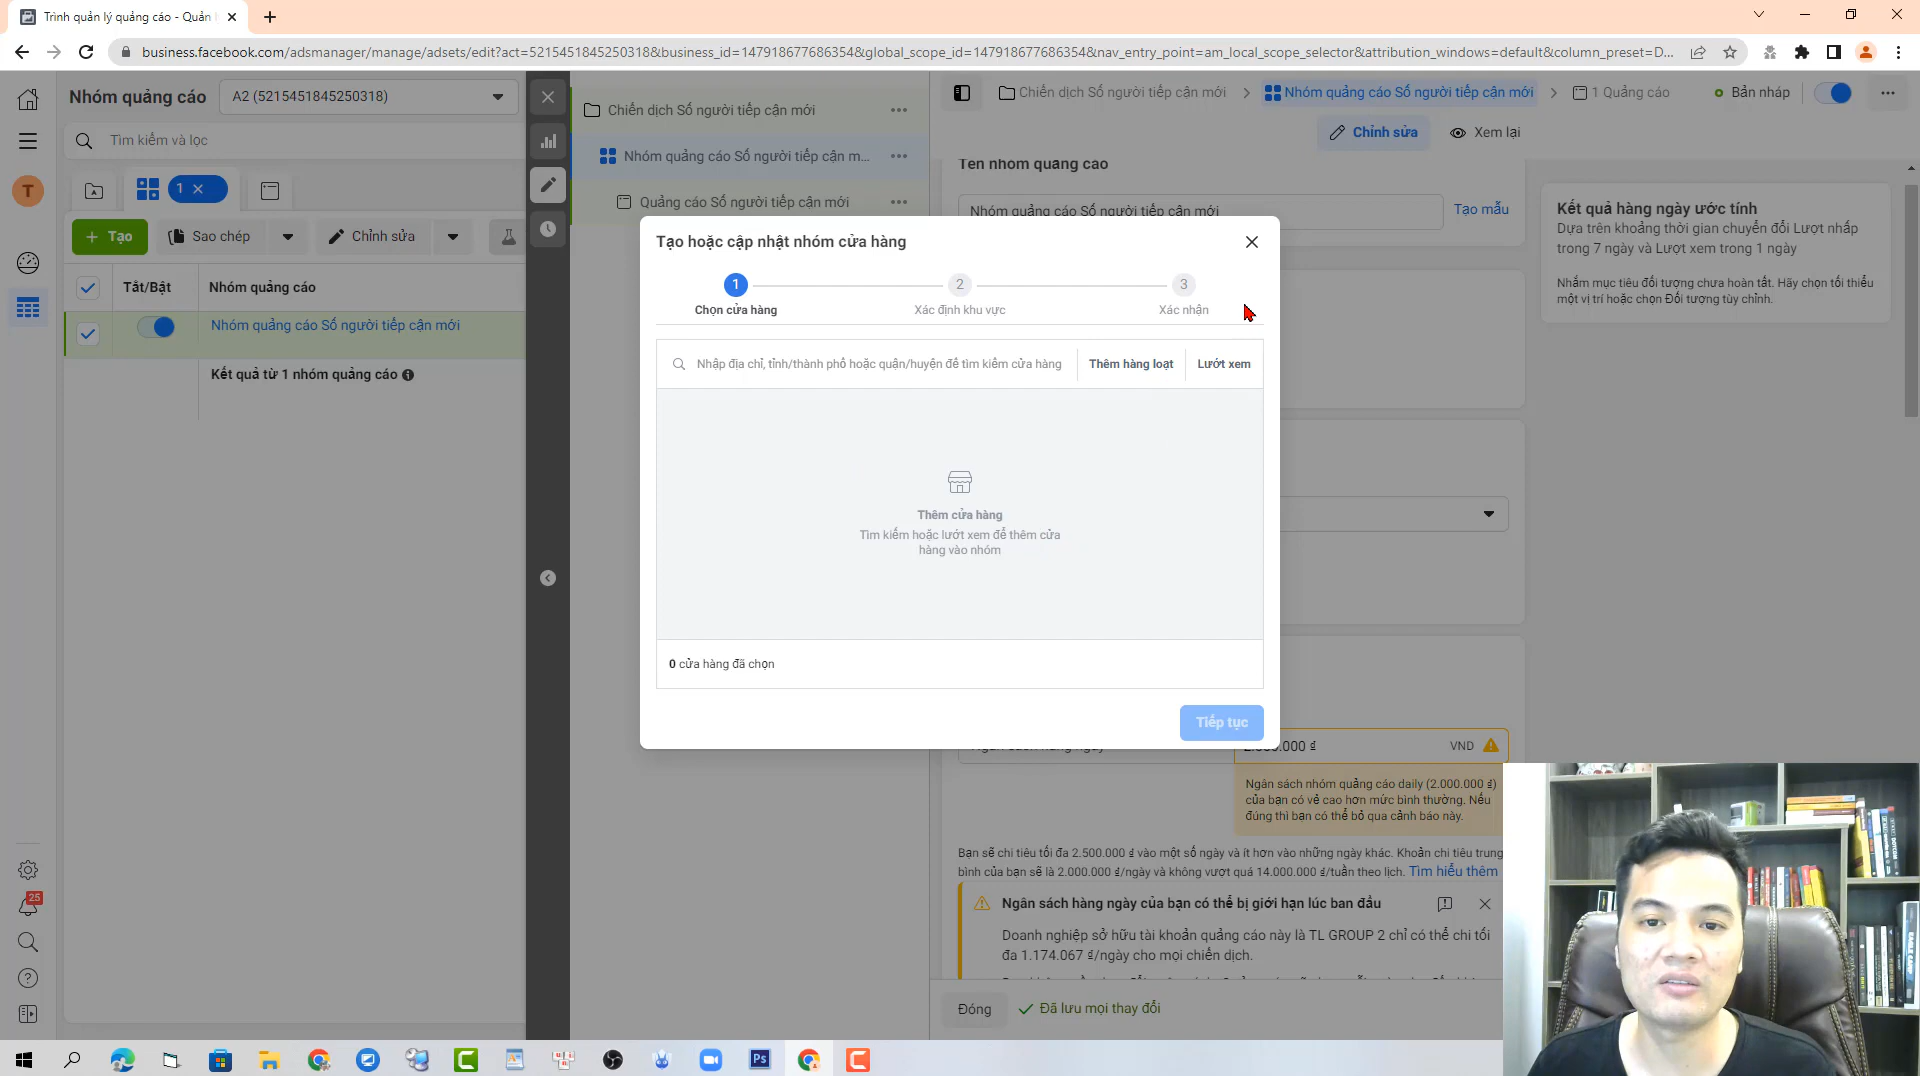 Trình quản lý quảng cáo - Quản
business.facebook.com/adsmanager/manage/adsets/edit?act=5215451845250318&business_id=147918677686354&global_scope_id=147918677686354&nav_entry_point=am_local_scope_selector&attribution_windows=default&column_preset=D...
Nhóm quảng cáo
A2 (5215451845250318)
Chiến dịch Số người tiếp cận mới
Chiến dịch Số người tiếp cận mới
Nhóm quảng cáo Số người tiếp cận mới
1 Quảng cáo
Bản nháp
Tìm kiếm và lọc
Chỉnh sửa
Xem lại
Nhóm quảng cáo Số người tiếp cận m...
Tên nhóm quảng cáo
T
1
Quảng cáo Số người tiếp cận mới
Nhóm quảng cáo Số người tiếp cận mới
Tạo mẫu
Kết quả hàng ngày ước tính
Dựa trên khoảng thời gian chuyển đổi Lượt nhấp
trong 7 ngày và Lượt xem trong 1 ngày
Nhắm mục tiêu đối tượng chưa hoàn tất. Hãy chọn tối thiểu
một vị trí hoặc chọn Đối tượng tùy chỉnh.
+ Tạo
Sao chép
Chỉnh sửa
Tạo hoặc cập nhật nhóm cửa hàng
1
2
3
Chọn cửa hàng
Xác định khu vực
Xác nhận
Tắt/Bật
Nhóm quảng cáo
Nhóm quảng cáo Số người tiếp cận mới
Kết quả từ 1 nhóm quảng cáo
Nhập địa chỉ, tỉnh/thành phố hoặc quận/huyện để tìm kiếm cửa hàng
Thêm hàng loạt
Lướt xem
Thêm cửa hàng
Tìm kiếm hoặc lướt xem để thêm cửa
hàng vào nhóm
0 cửa hàng đã chọn
Tiếp tục
Ngân sách hàng ngày
2.000.000 ₫
VND
Ngân sách nhóm quảng cáo daily (2.000.000 ₫)
của bạn có vẻ cao hơn mức bình thường. Nếu
đúng thì bạn có thể bỏ qua cảnh báo này.
Bạn sẽ chi tiêu tối đa 2.500.000 ₫ vào một số ngày và ít hơn vào những ngày khác. Khoản chi tiêu trung
bình của bạn sẽ là 2.000.000 ₫/ngày và không vượt quá 14.000.000 ₫/tuần theo lịch. Tìm hiểu thêm
Ngân sách hàng ngày của bạn có thể bị giới hạn lúc ban đầu
Doanh nghiệp sở hữu tài khoản quảng cáo này là TL GROUP 2 chỉ có thể chi tối
đa 1.174.067 ₫/ngày cho mọi chiến dịch.
25
Đóng
Đã lưu mọi thay đổi
Ps